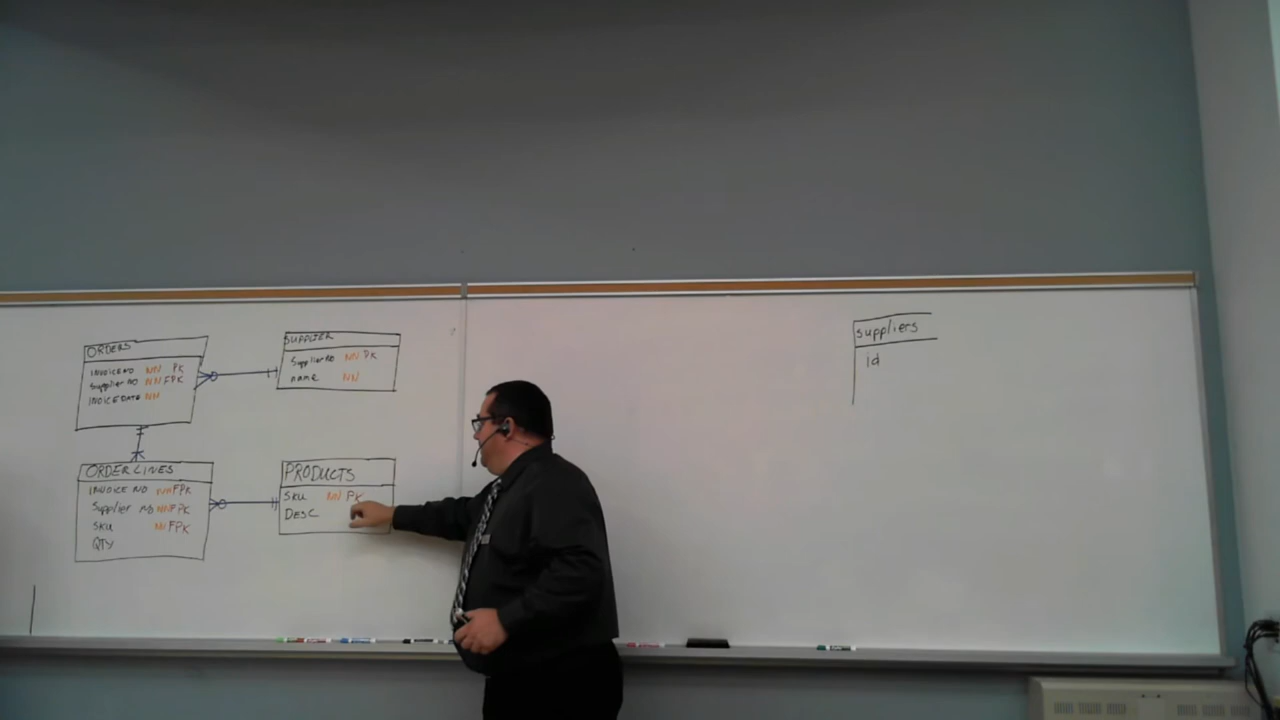 ORDERS
INVOICE NO NN PK
Supplier NO NN FPK
INOICE DATE NN
SUPPLIER
Supplier NO NN PK
name NN
ORDER LINES
INVOICE NO NN FPK
Supplier NO NN FPK
SKU NN FPK
QTY
PRODUCTS
SKU NN PK
DESC
suppliers
id